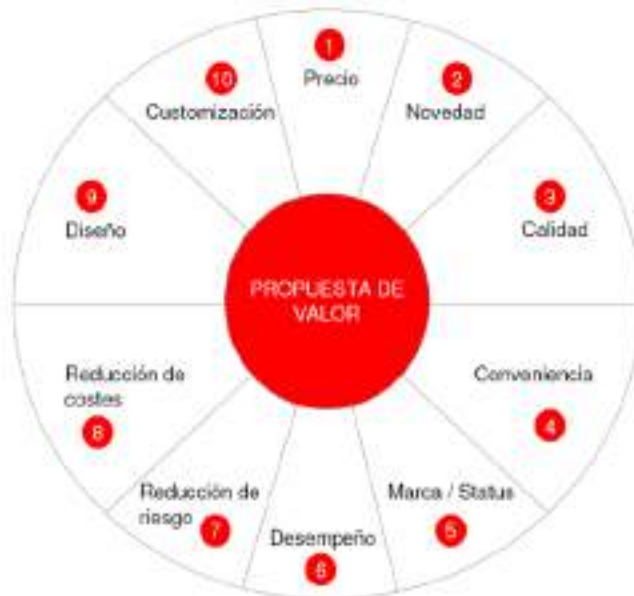 1
Precio
2
Novedad
3
Calidad
Conveniencia
4
Marca / Status
5
Desempeño
6
Reducción de
riesgo
7
Reducción de
costes
8
9
Diseño
10
Customización
PROPUESTA DE
VALOR